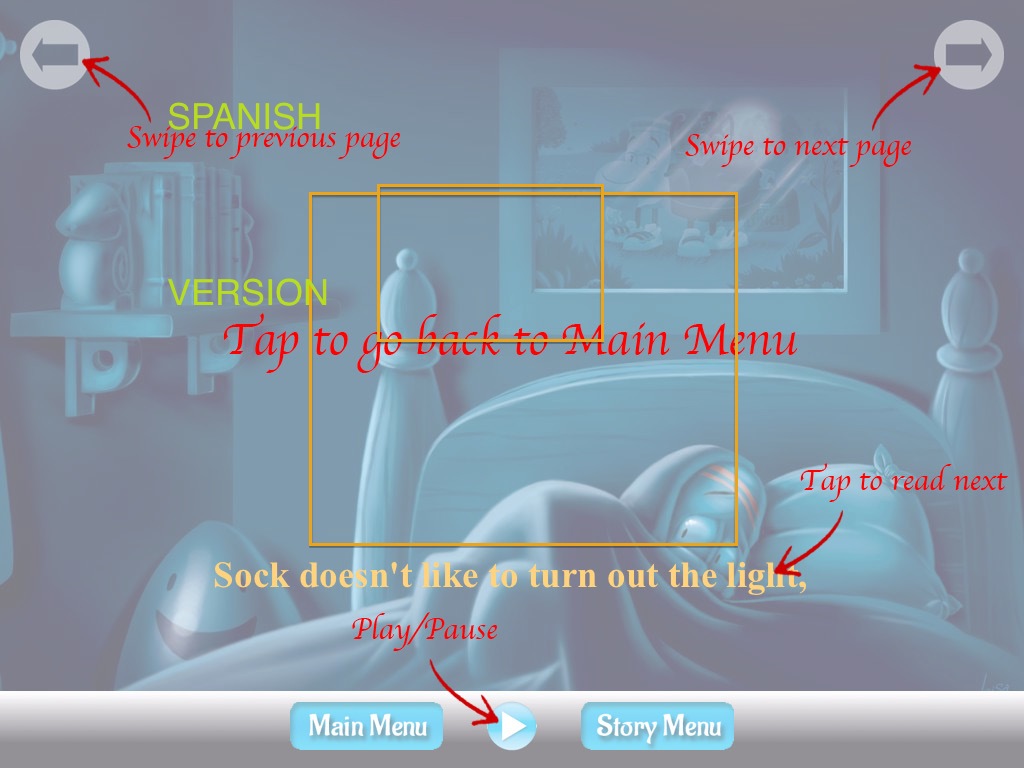 SPANISH
Swipe to previous page
Swipe to next page
VERSION
Tap to go back to Main Menu
Tap to read next
Sock doesn't like to turn out the light,
Play/Pause
Main Menu
Story Menu